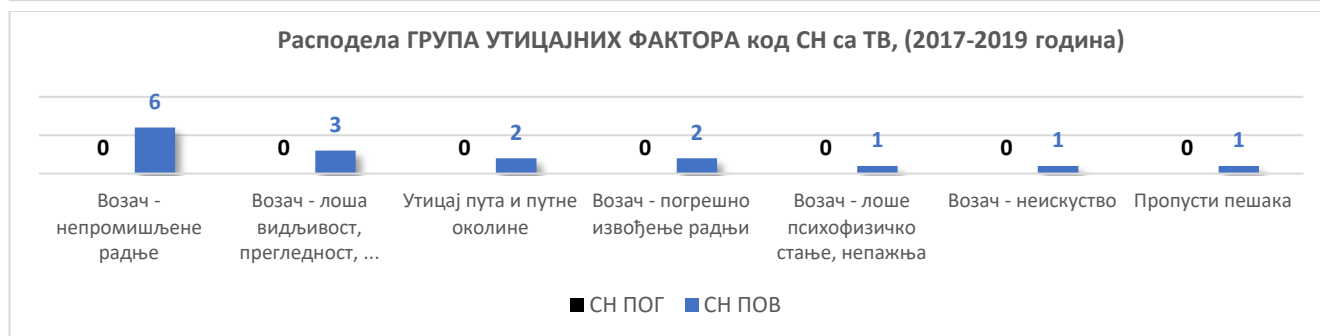 Расподела ГРУПА УТИЦАЈНИХ ФАКТОРА код СН са ТВ, (2017-2019 година)
0 6 0 3 0 2 0 2 0 1 0 1 0 1
Возач -
непромишљене
радње
Возач - лоша
видљивост,
прегледност, ...
Утицај пута и путне
околине
Возач - погрешно
извођење радњи
Возач - лоше
психофизичко
стање, непажња
Возач - неискуство
Пропусти пешака
СН ПОГ СН ПОВ